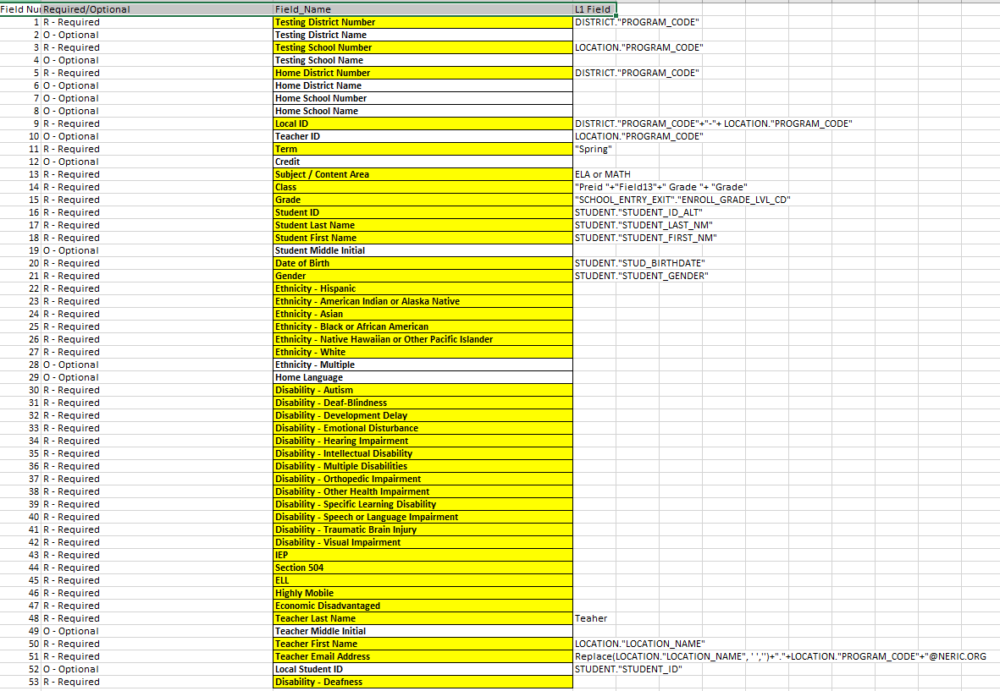 Field Nur Required/Optional Field_Name L1 Field
1 R - Required Testing District Number DISTRICT."PROGRAM_CODE"
2 O - Optional Testing District Name
3 R - Required Testing School Number LOCATION."PROGRAM_CODE"
4 O - Optional Testing School Name
5 R - Required Home District Number DISTRICT."PROGRAM_CODE"
6 O - Optional Home District Name
7 O - Optional Home School Number
8 O - Optional Home School Name
9 R - Required Local ID DISTRICT."PROGRAM_CODE"+"-"+ LOCATION."PROGRAM_CODE"
10 O - Optional Teacher ID LOCATION."PROGRAM_CODE"
11 R - Required Term "Spring"
12 O - Optional Credit
13 R - Required Subject / Content Area ELA or MATH
14 R - Required Class "Preid "+"Field13"+" Grade "+ "Grade"
15 R - Required Grade "SCHOOL_ENTRY_EXIT"."ENROLL_GRADE_LVL_CD"
16 R - Required Student ID STUDENT."STUDENT_ID_ALT"
17 R - Required Student Last Name STUDENT."STUDENT_LAST_NM"
18 R - Required Student First Name STUDENT."STUDENT_FIRST_NM"
19 O - Optional Student Middle Initial
20 R - Required Date of Birth STUDENT."STUD_BIRTHDATE"
21 R - Required Gender STUDENT."STUDENT_GENDER"
22 R - Required Ethnicity - Hispanic
23 R - Required Ethnicity - American Indian or Alaska Native
24 R - Required Ethnicity - Asian
25 R - Required Ethnicity - Black or African American
26 R - Required Ethnicity - Native Hawaiian or Other Pacific Islander
27 R - Required Ethnicity - White
28 O - Optional Ethnicity - Multiple
29 O - Optional Home Language
30 R - Required Disability - Autism
31 R - Required Disability - Deaf-Blindness
32 R - Required Disability - Development Delay
33 R - Required Disability - Emotional Disturbance
34 R - Required Disability - Hearing Impairment
35 R - Required Disability - Intellectual Disability
36 R - Required Disability - Multiple Disabilities
37 R - Required Disability - Orthopedic Impairment
38 R - Required Disability - Other Health Impairment
39 R - Required Disability - Specific Learning Disability
40 R - Required Disability - Speech or Language Impairment
41 R - Required Disability - Traumatic Brain Injury
42 R - Required Disability - Visual Impairment
43 R - Required IEP
44 R - Required Section 504
45 R - Required ELL
46 R - Required Highly Mobile
47 R - Required Economic Disadvantaged
48 R - Required Teacher Last Name Teaher
49 O - Optional Teacher Middle Initial
50 R - Required Teacher First Name LOCATION."LOCATION_NAME"
51 R - Required Teacher Email Address Replace(LOCATION."LOCATION_NAME", ' ','')+"."+LOCATION."PROGRAM_CODE"+"@NERIC.ORG
52 O - Optional Local Student ID STUDENT."STUDENT_ID"
53 R - Required Disability - Deafness